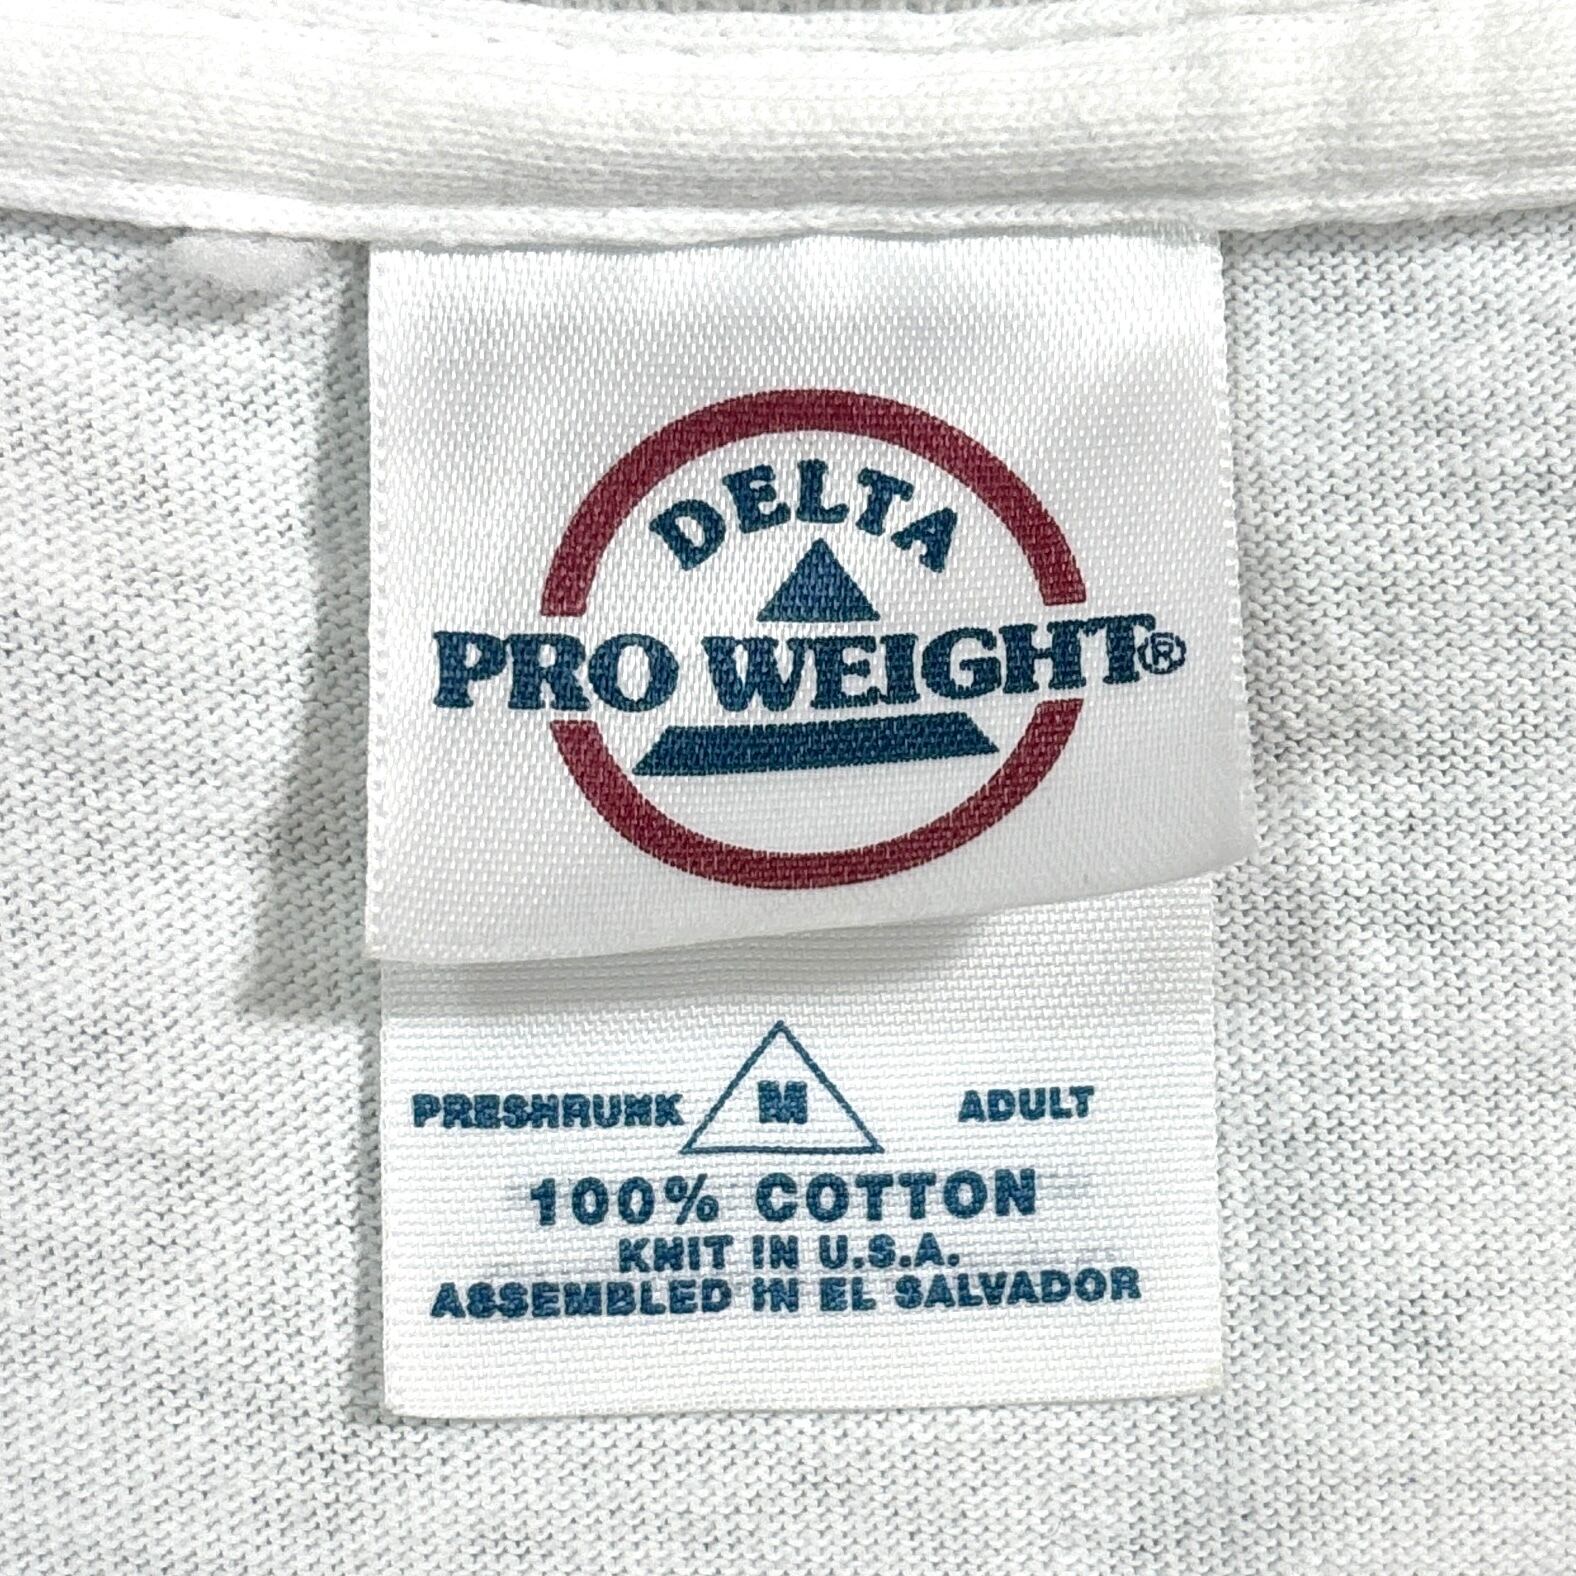 DELTA
PRO WEIGHT®
PRESHRUNK M ADULT
100% COTTON
KNIT IN U.S.A.
ASSEMBLED IN EL SALVADOR